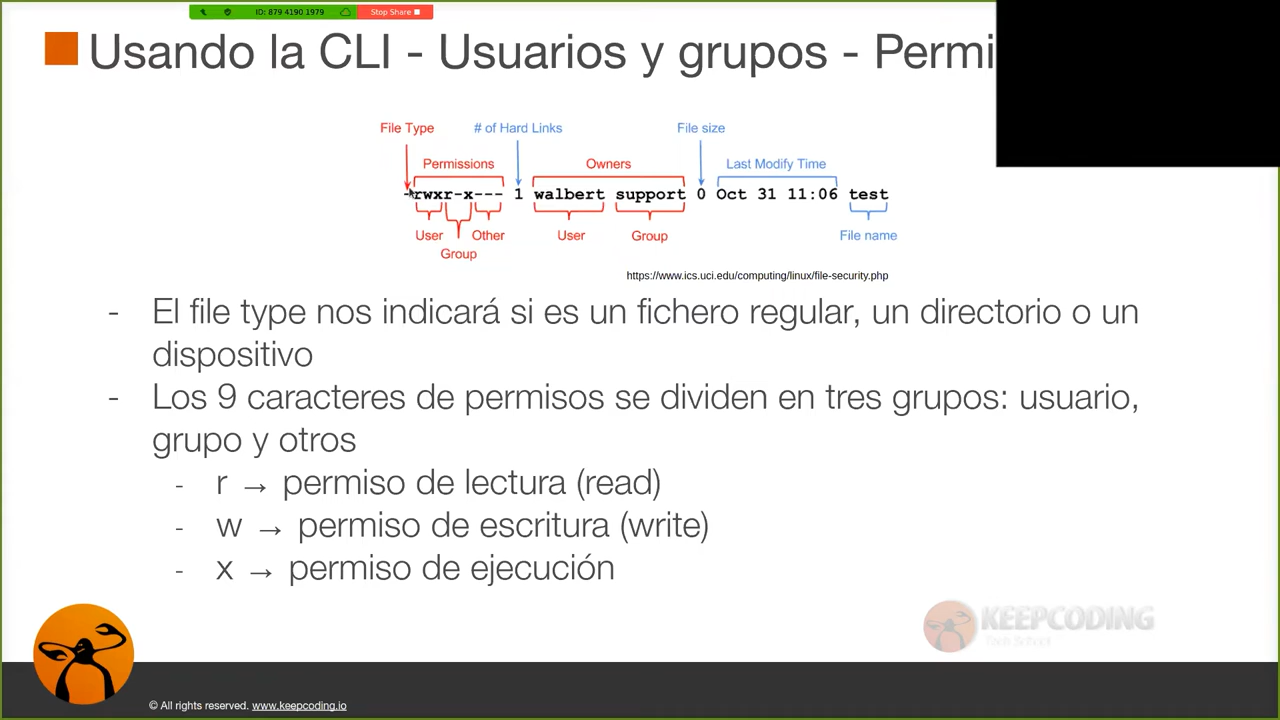 ID: 879 4190 1979 Stop Share
Usando la CLI - Usuarios y grupos - Permi
File Type # of Hard Links File size
Permissions Owners Last Modify Time
-rwxr-x--- 1 walbert support 0 Oct 31 11:06 test
User Other User Group File name
Group
https://www.ics.uci.edu/computing/linux/file-security.php
- El file type nos indicará si es un fichero regular, un directorio o un
dispositivo
- Los 9 caracteres de permisos se dividen en tres grupos: usuario,
grupo y otros
- r → permiso de lectura (read)
- w → permiso de escritura (write)
- x → permiso de ejecución
KEEPCODING
Tech School
© All rights reserved. www.keepcoding.io